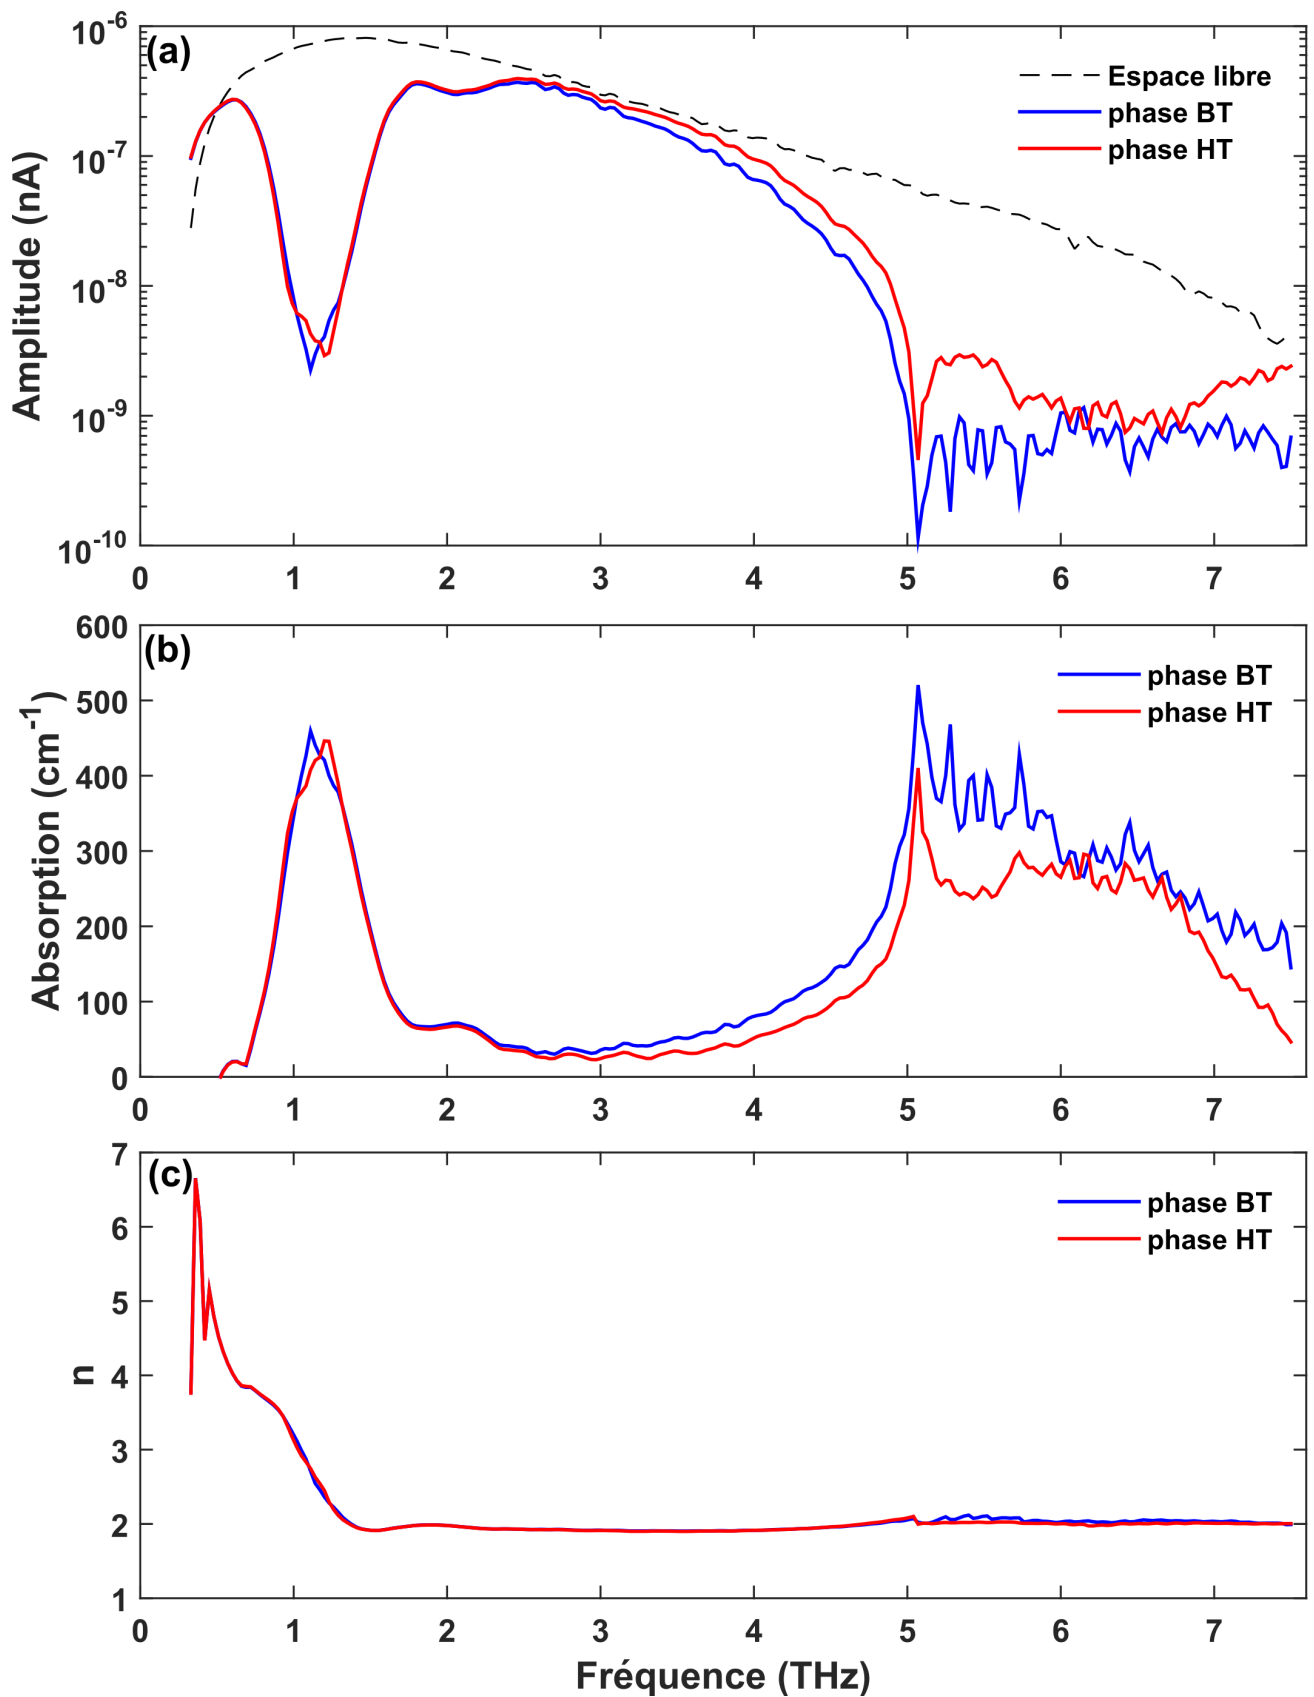 (a)
Amplitude (nA)
10^-6
10^-7
10^-8
10^-9
10^-10
Espace libre
phase BT
phase HT
0 1 2 3 4 5 6 7
(b)
Absorption (cm^-1)
600
500
400
300
200
100
0
phase BT
phase HT
0 1 2 3 4 5 6 7
(c)
n
7
6
5
4
3
2
1
phase BT
phase HT
0 1 2 3 4 5 6 7
Fréquence (THz)